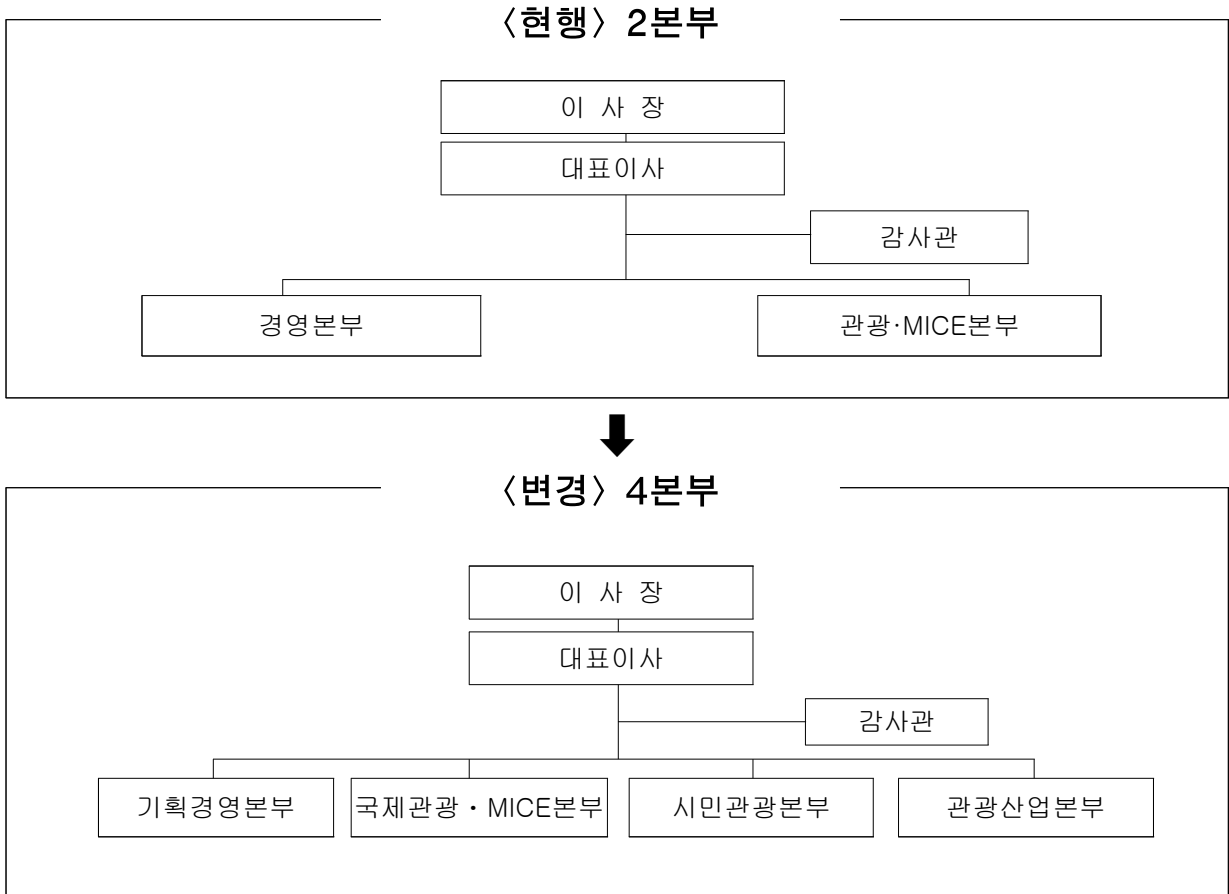 〈현행〉 2본부
이 사 장
대표이사
감사관
경영본부
관광·MICE본부
〈변경〉 4본부
이 사 장
대표이사
감사관
기획경영본부
국제관광・MICE본부
시민관광본부
관광산업본부